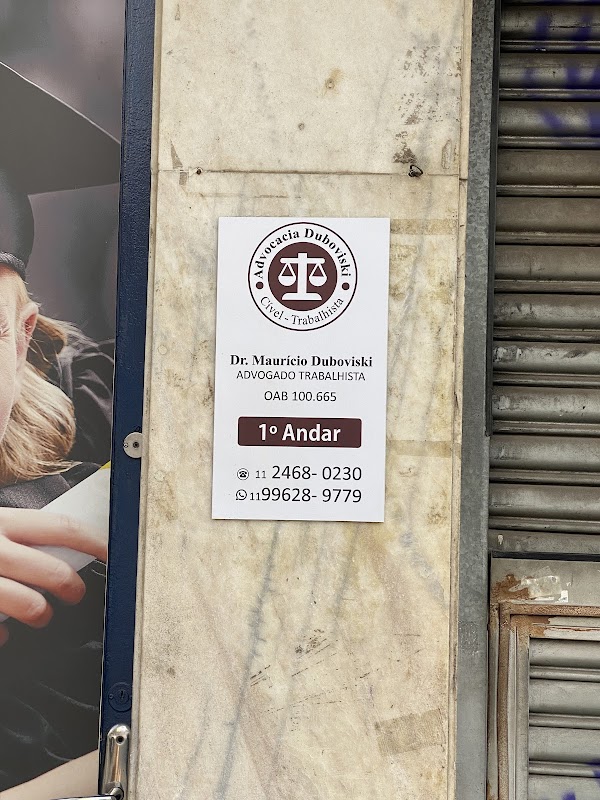 Advocacia Duboviski
Cível - Trabalhista
Dr. Maurício Duboviski
ADVOGADO TRABALHISTA
OAB 100.665
1º Andar
11 2468- 0230
11 99628- 9779